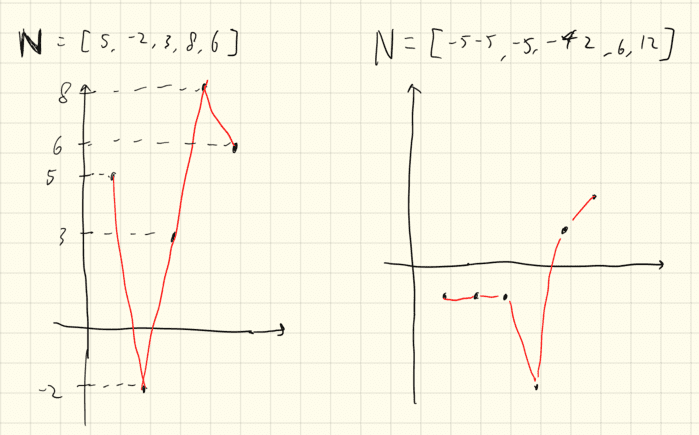 N = [ 5, -2, 3, 8, 6 ]
8
6
5
3
-2
N = [ -5 -5, -5, -42, 6, 12 ]